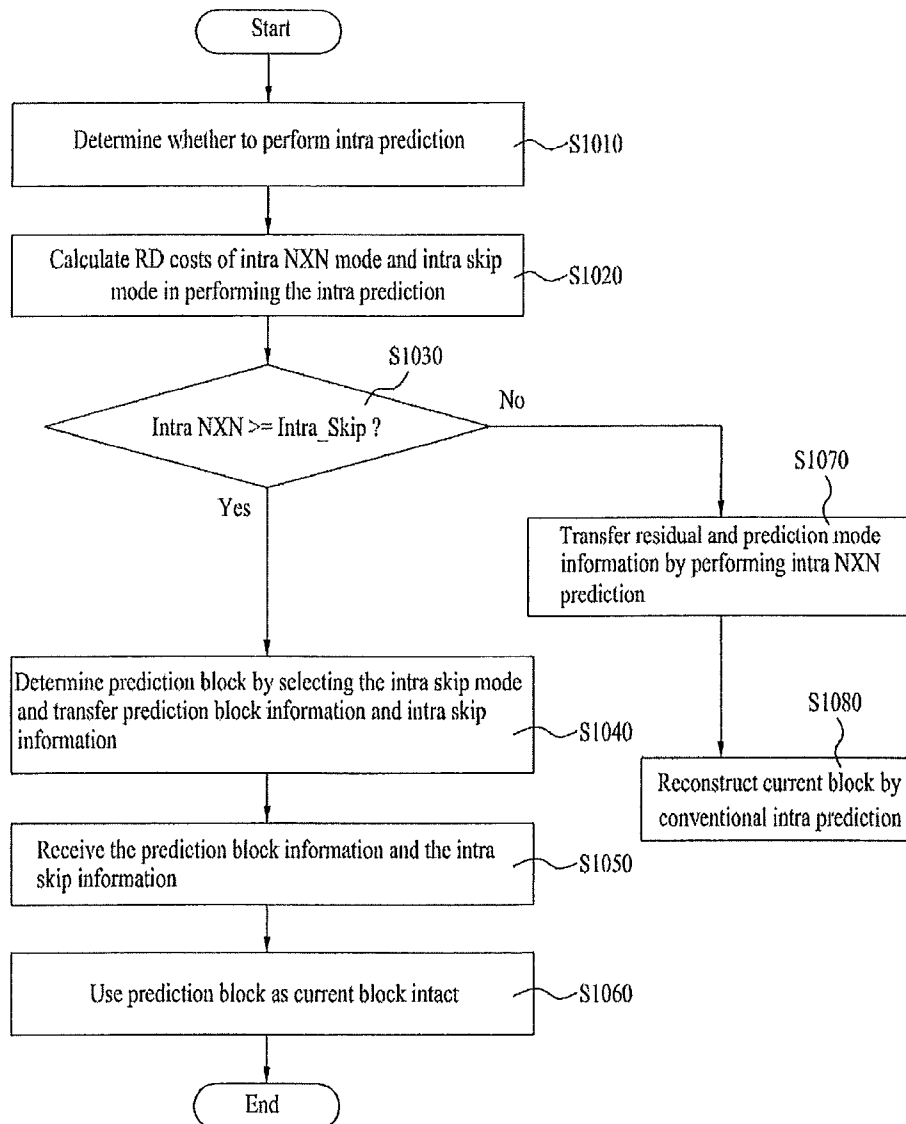 Start
Determine whether to perform intra prediction
S1010
Calculate RD costs of intra NXN mode and intra skip
mode in performing the intra prediction
S1020
S1030
Intra NXN >= Intra_Skip ?
No
Yes
S1070
Transfer residual and prediction mode
information by performing intra NXN
prediction
Determine prediction block by selecting the intra skip mode
and transfer prediction block information and intra skip
information
S1040
S1080
Reconstruct current block by
conventional intra prediction
Receive the prediction block information and the intra
skip information
S1050
Use prediction block as current block intact
S1060
End